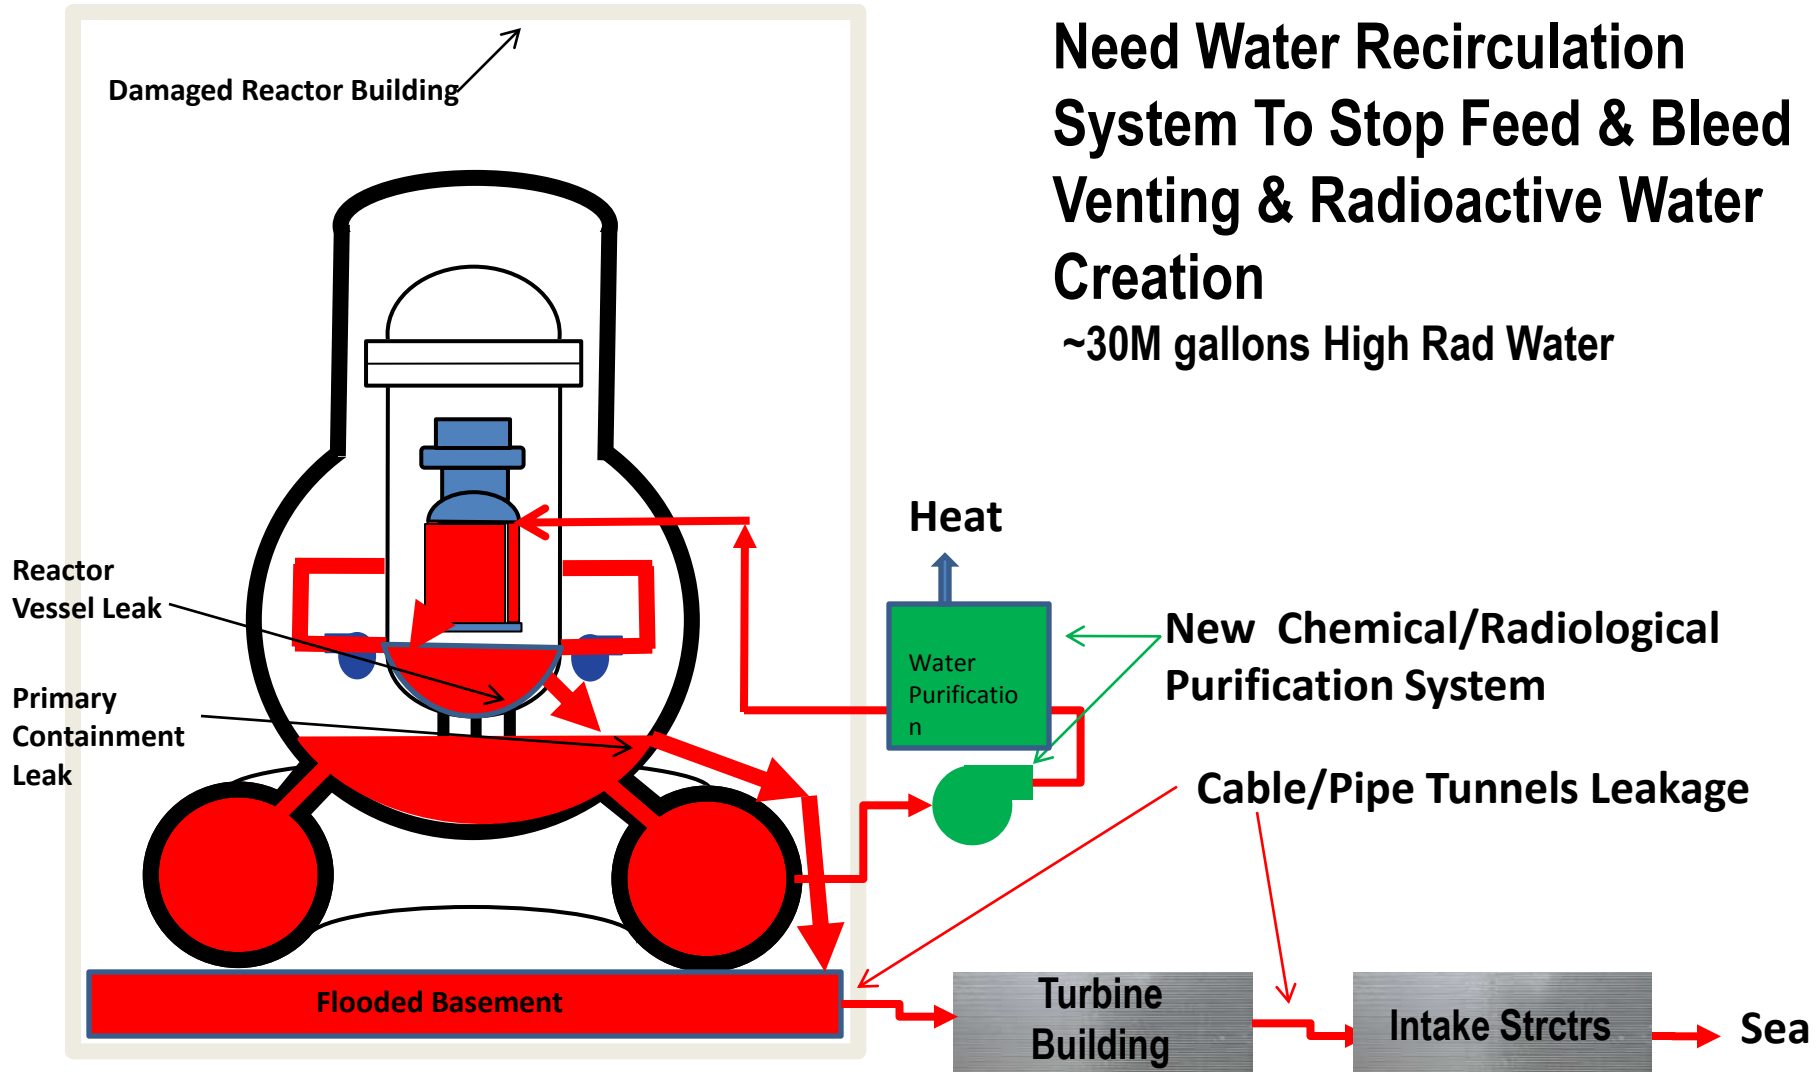 Need Water Recirculation
System To Stop Feed & Bleed
Venting & Radioactive Water
Creation
~30M gallons High Rad Water
Damaged Reactor Building
Heat
Reactor
Vessel Leak
Water
Purificatio
n
New Chemical/Radiological
Purification System
Primary
Containment
Leak
Cable/Pipe Tunnels Leakage
Flooded Basement
Turbine
Building
Intake Strctrs
Sea